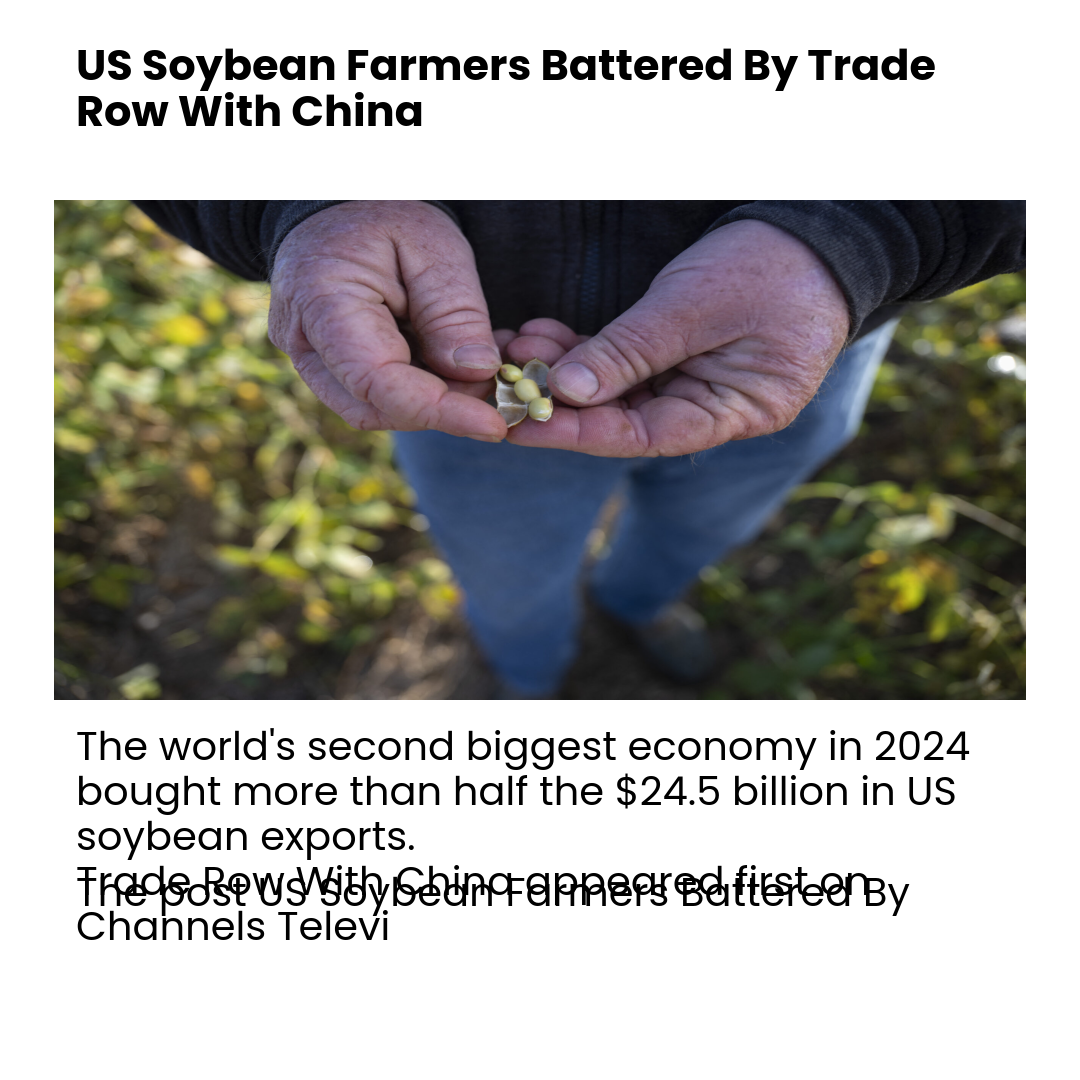 US Soybean Farmers Battered By Trade
Row With China
The world's second biggest economy in 2024
bought more than half the $24.5 billion in US
soybean exports.
The post US Soybean Farmers Battered By
Trade Row With China appeared first on
Channels Televi